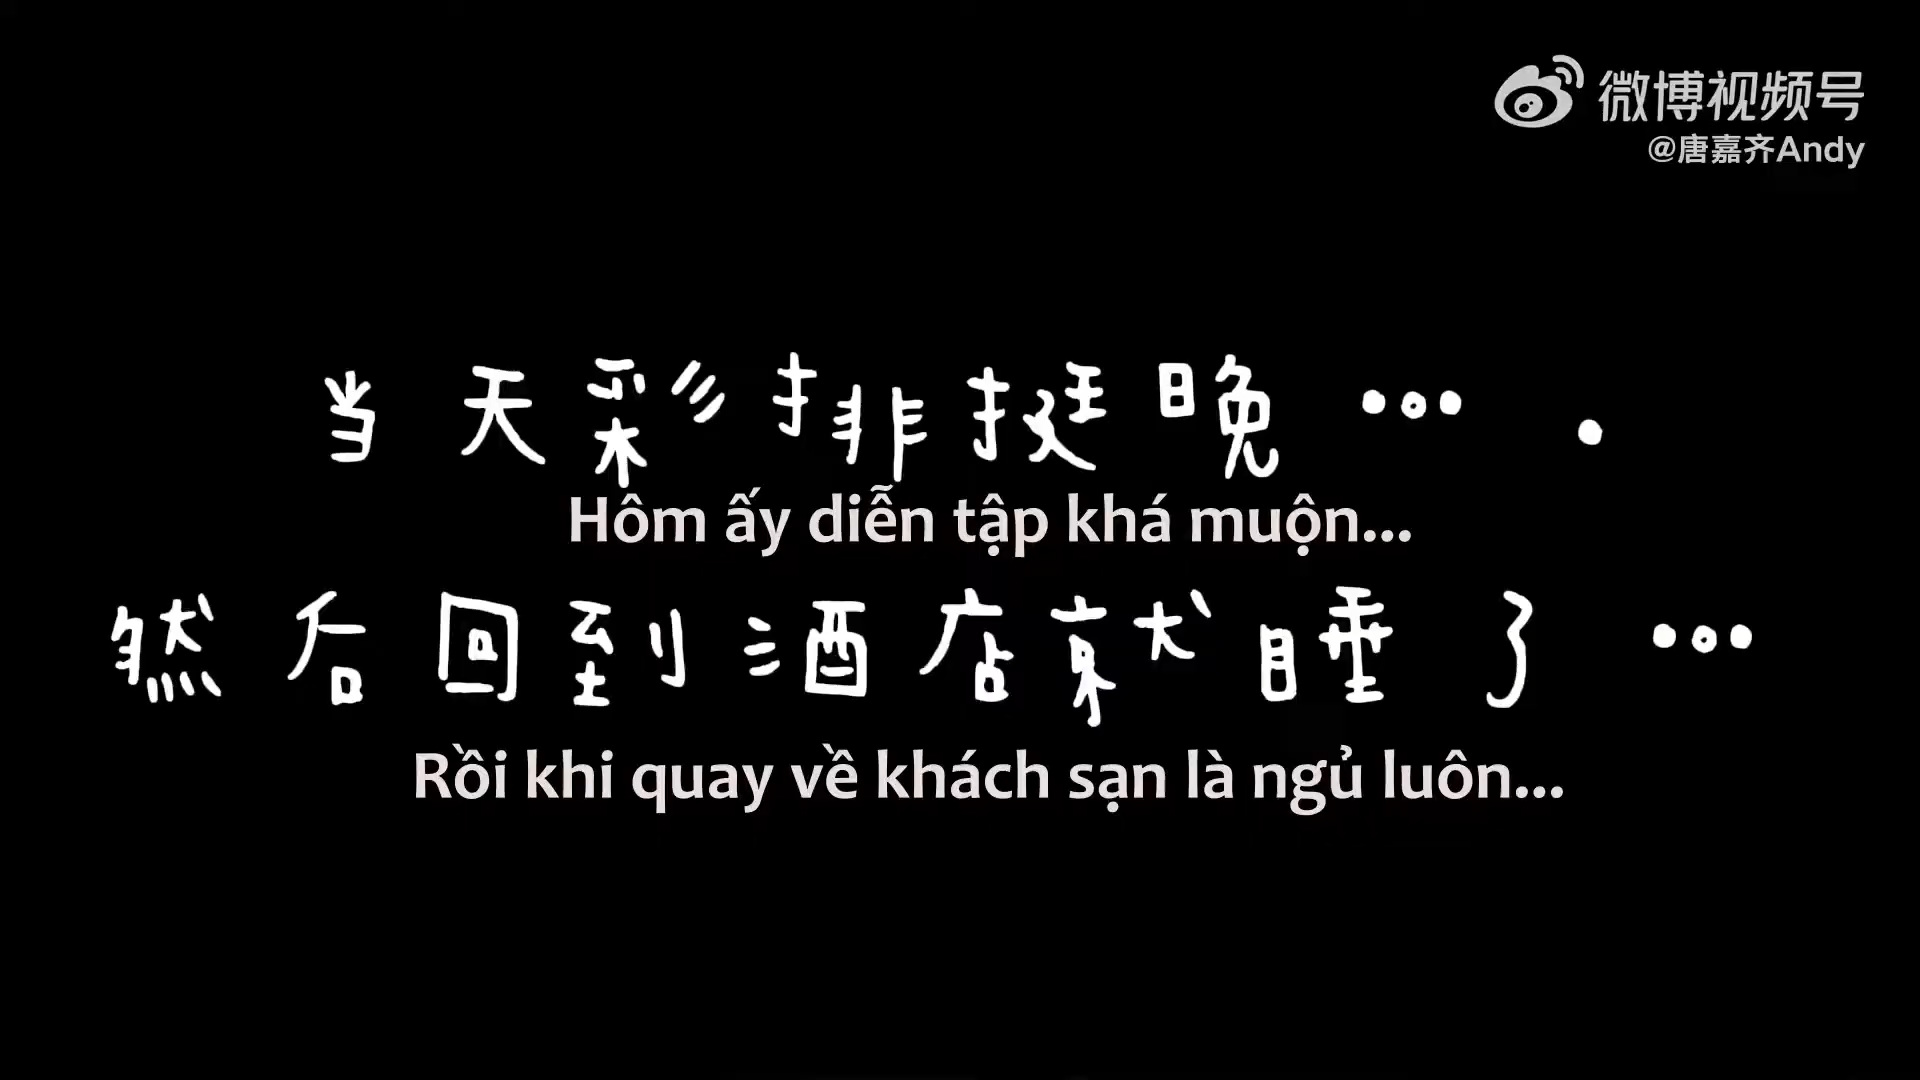 微博视频号
@唐嘉齐Andy
当天彩排挺晚… .
Hôm ấy diễn tập khá muộn...
然后回到酒店就睡了…
Rồi khi quay về khách sạn là ngủ luôn...